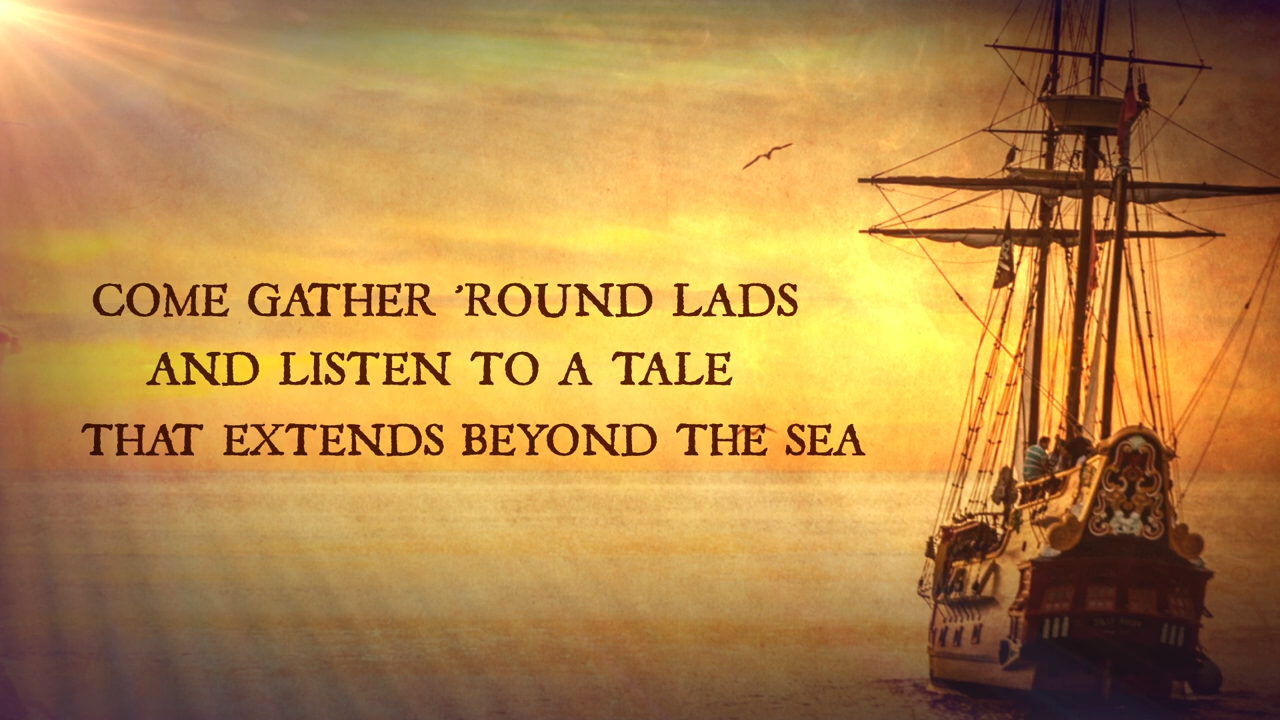 COME GATHER 'ROUND LADS
AND LISTEN TO A TALE
THAT EXTENDS BEYOND THE SEA